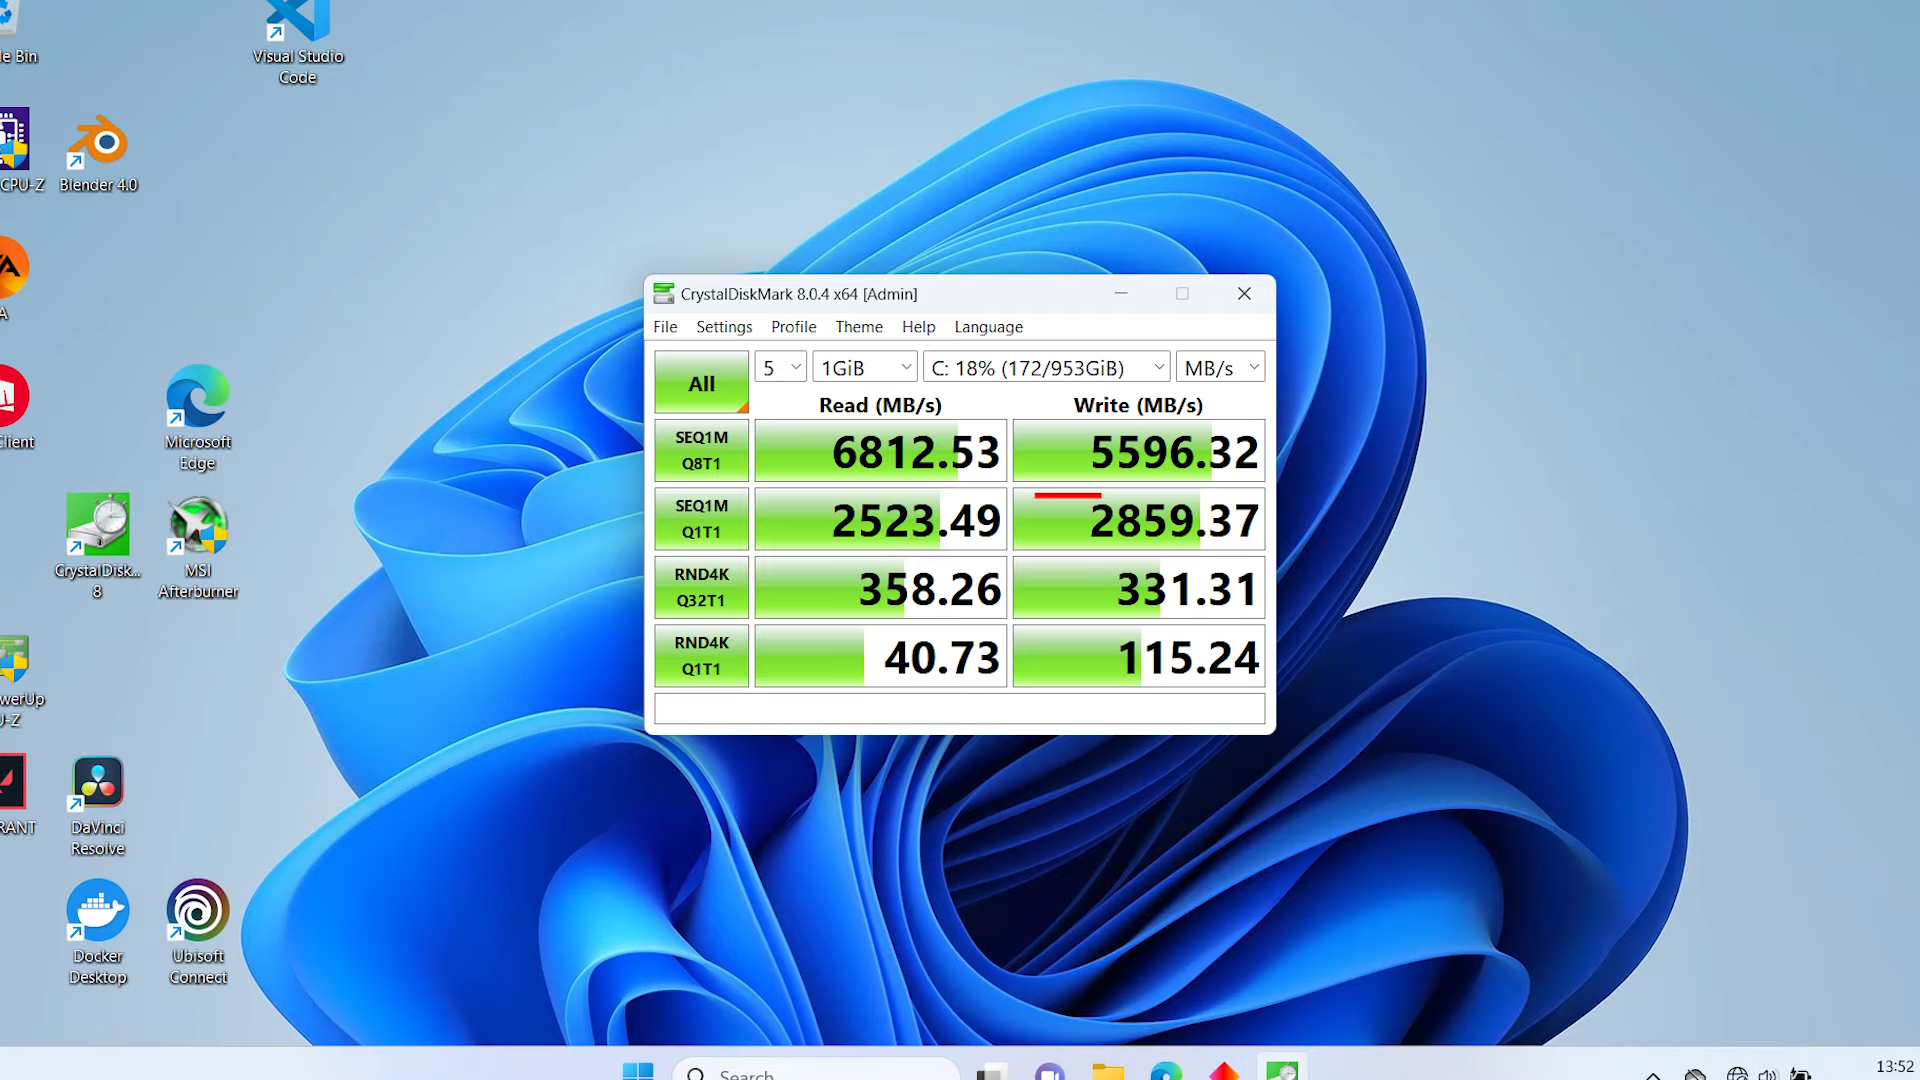 le Bin
Visual Studio
Code
CPU-Z
Blender 4.0
A
Client
Microsoft
Edge
CrystalDisk...
8
MSI
Afterburner
werUp
U-Z
RANT
DaVinci
Resolve
Docker
Desktop
Ubisoft
Connect
CrystalDiskMark 8.0.4 x64 [Admin]
File Settings Profile Theme Help Language
All 5 1GiB C: 18% (172/953GiB) MB/s
Read (MB/s) Write (MB/s)
SEQ1M
Q8T1 6812.53 5596.32
SEQ1M
Q1T1 2523.49 2859.37
RND4K
Q32T1 358.26 331.31
RND4K
Q1T1 40.73 115.24
Search
13:52